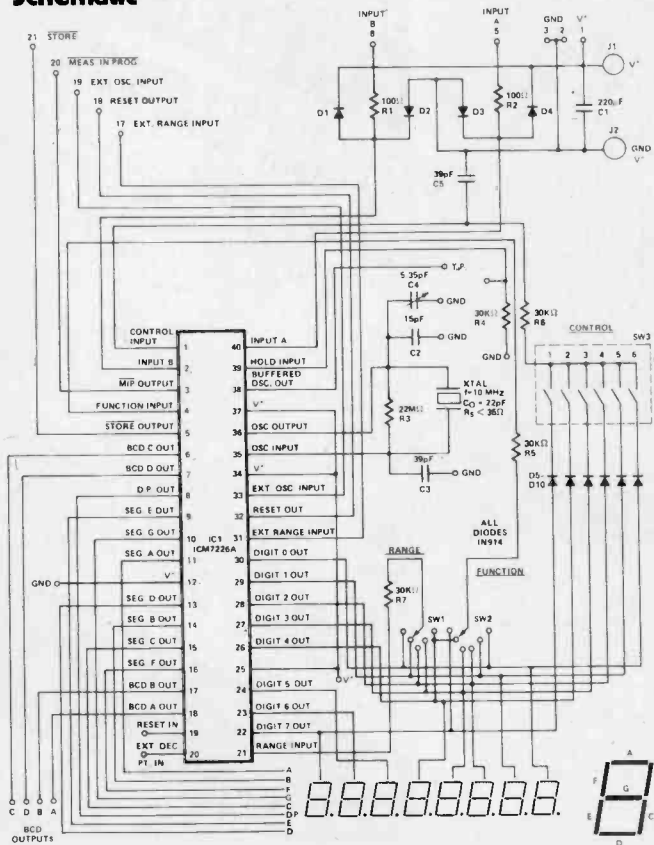 Schematic
21 STORE
20 MEAS. IN PROG.
19 EXT. OSC. INPUT
18 RESET OUTPUT
17 EXT. RANGE INPUT
INPUT
B
6
INPUT
A
5
GND
3 2
V+
1
J1
V+
J2
GND
V+
D1
100Ω
R1
D2
D3
100Ω
R2
D4
220µF
C1
39pF
C5
T.P.
5.35pF
C4
GND
15pF
C2
GND
30KΩ
R4
GND
30KΩ
R6
CONTROL
SW3
1 2 3 4 5 6
XTAL
f=10 MHz
CO = 22pF
RS < 35Ω
22MΩ
R3
39pF
C3
GND
30KΩ
R5
D5-
D10
ALL
DIODES
IN914
RANGE
FUNCTION
30KΩ
R7
SW1
SW2
V+
IC1
ICM7226A
CONTROL
INPUT
1
INPUT B
2
MIP OUTPUT
3
FUNCTION INPUT
4
STORE OUTPUT
5
BCD C OUT
6
BCD D OUT
7
D P OUT
8
SEG E OUT
9
SEG G OUT
10
SEG A OUT
11
GND
V-
12
SEG D OUT
13
SEG B OUT
14
SEG C OUT
15
SEG F OUT
16
BCD B OUT
17
BCD A OUT
18
RESET IN
19
EXT DEC
PT. IN
20
40 INPUT A
39 HOLD INPUT
BUFFERED
38 OSC. OUT
37 V+
36 OSC OUTPUT
35 OSC INPUT
34 V+
33 EXT OSC INPUT
32 RESET OUT
31 EXT RANGE INPUT
30 DIGIT 0 OUT
29 DIGIT 1 OUT
28 DIGIT 2 OUT
27 DIGIT 3 OUT
26 DIGIT 4 OUT
25
24 DIGIT 5 OUT
23 DIGIT 6 OUT
22 DIGIT 7 OUT
21 RANGE INPUT
A
B
F
G
C
DP
E
D
C D B A
BCD
OUTPUTs
A
F
G
E
C
D